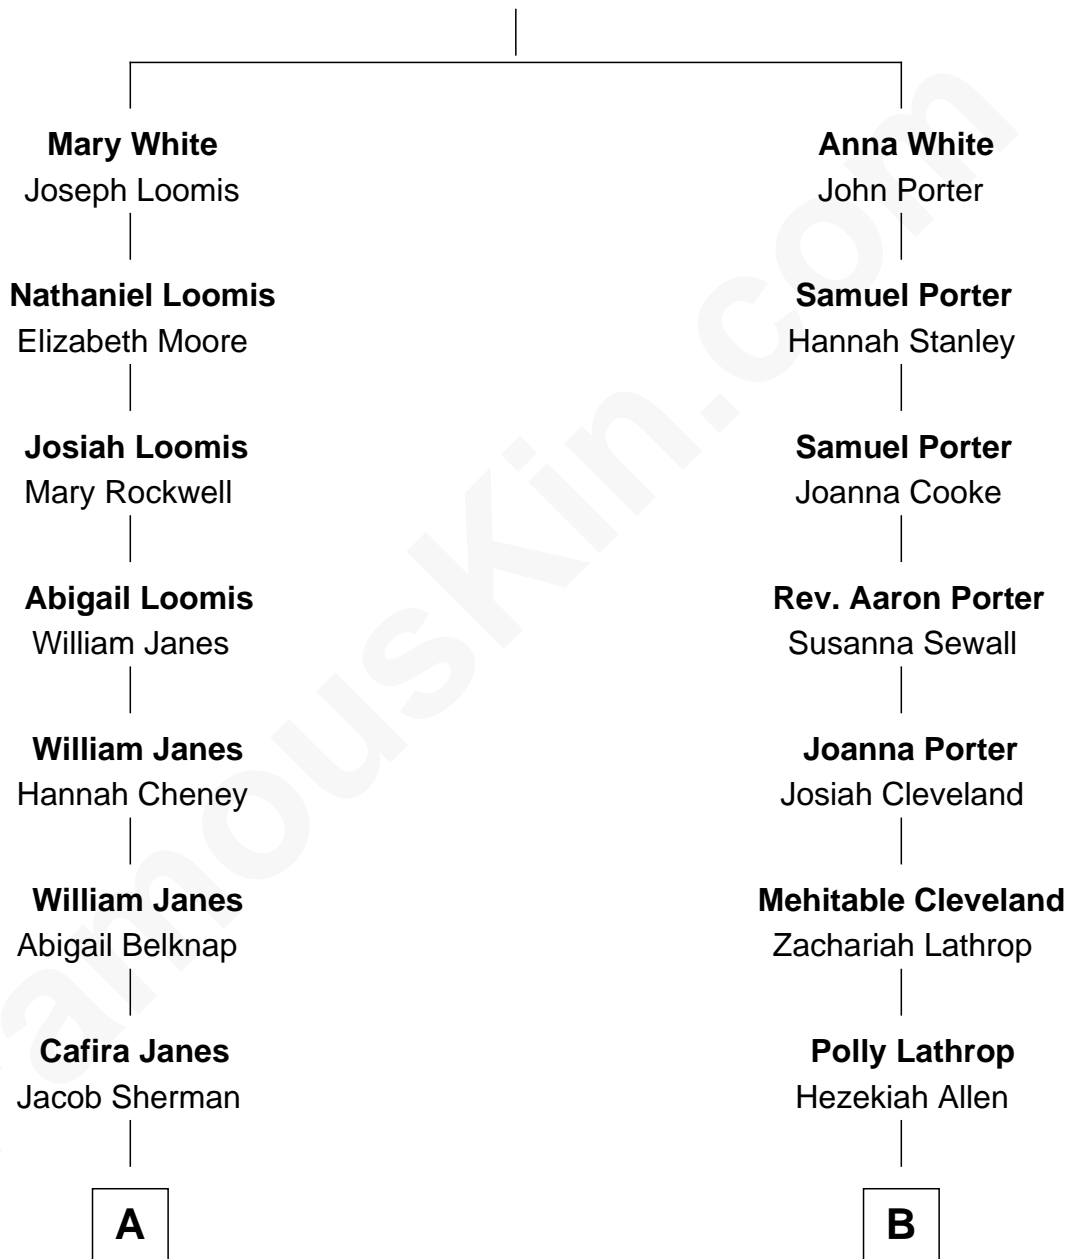 Mary White
Joseph Loomis
Nathaniel Loomis
Elizabeth Moore
Josiah Loomis
Mary Rockwell
Abigail Loomis
William Janes
William Janes
Hannah Cheney
William Janes
Abigail Belknap
Cafira Janes
Jacob Sherman
A
Anna White
John Porter
Samuel Porter
Hannah Stanley
Samuel Porter
Joanna Cooke
Rev. Aaron Porter
Susanna Sewall
Joanna Porter
Josiah Cleveland
Mehitable Cleveland
Zachariah Lathrop
Polly Lathrop
Hezekiah Allen
B
amousKin.com